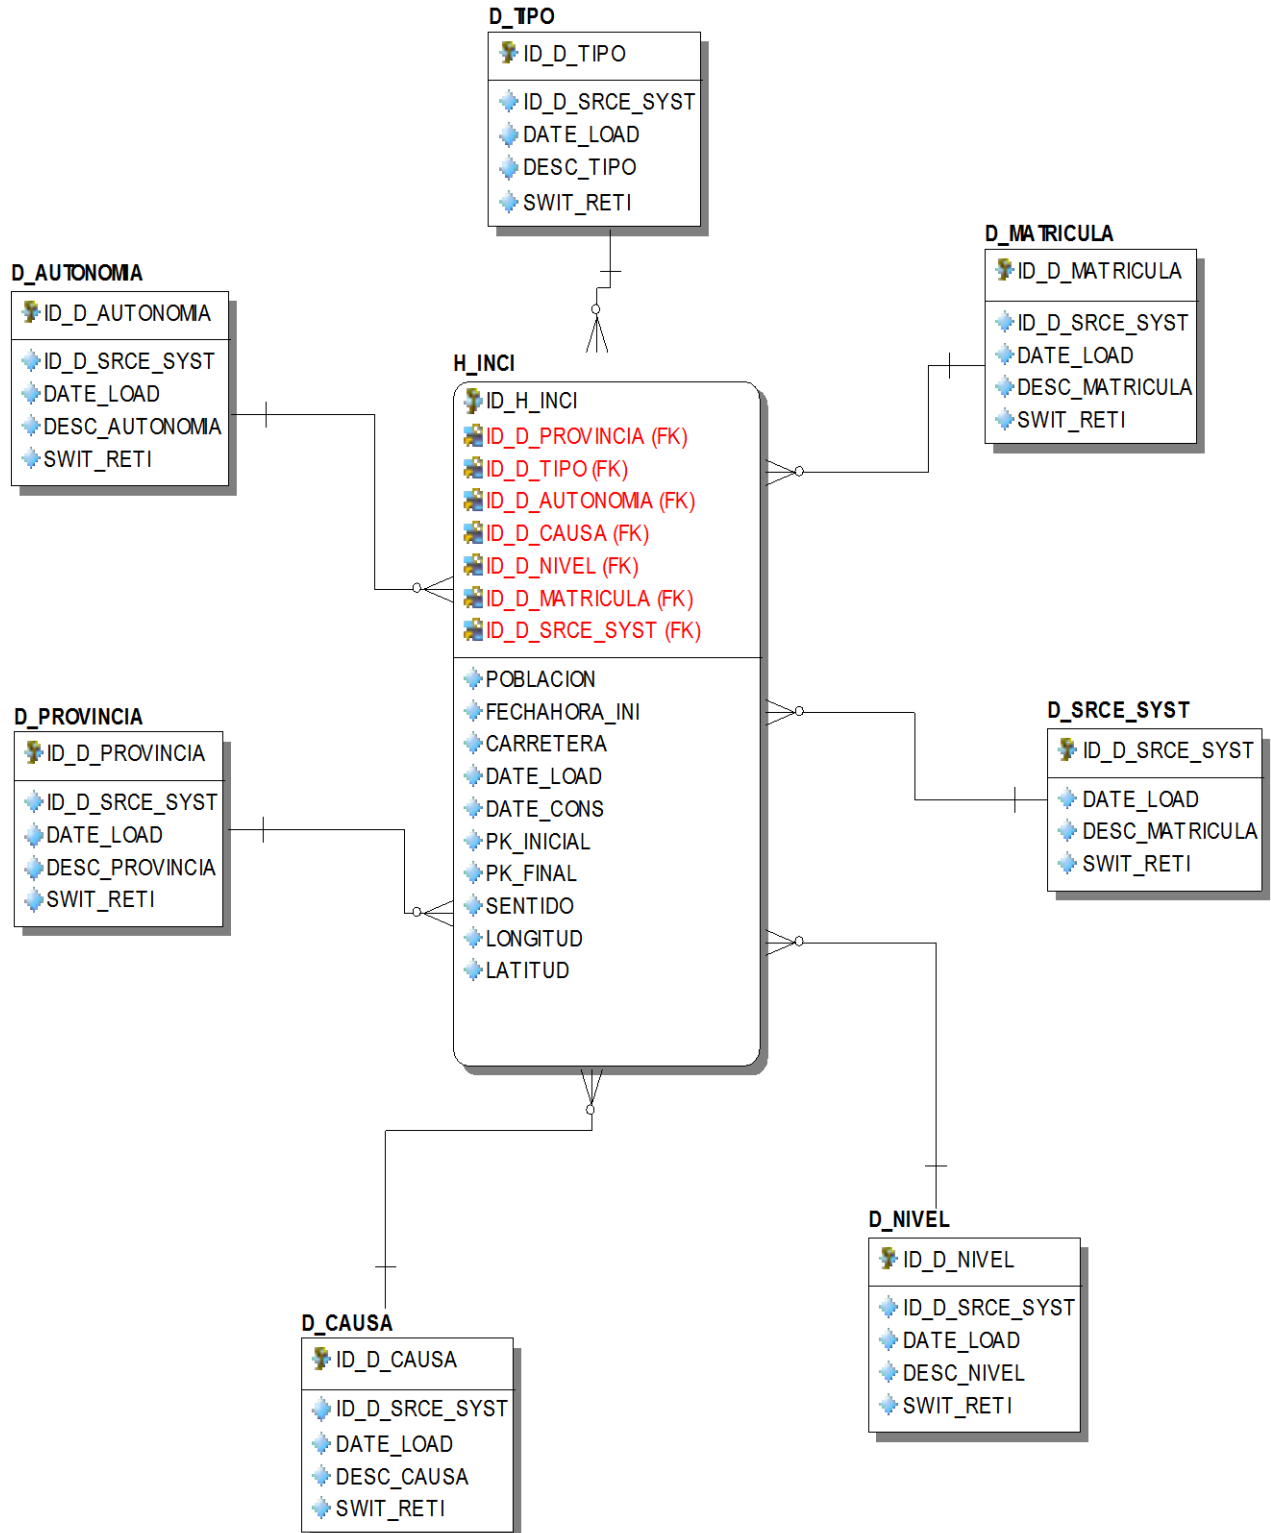 D_TIPO
ID_D_TIPO
ID_D_SRCE_SYST
DATE_LOAD
DESC_TIPO
SWIT_RETI
D_MATRICULA
ID_D_MATRICULA
ID_D_SRCE_SYST
DATE_LOAD
DESC_MATRICULA
SWIT_RETI
D_AUTONOMIA
ID_D_AUTONOMIA
ID_D_SRCE_SYST
DATE_LOAD
DESC_AUTONOMIA
SWIT_RETI
H_INCI
ID_H_INCI
ID_D_PROVINCIA (FK)
ID_D_TIPO (FK)
ID_D_AUTONOMIA (FK)
ID_D_CAUSA (FK)
ID_D_NIVEL (FK)
ID_D_MATRICULA (FK)
ID_D_SRCE_SYST (FK)
POBLACION
FECHAHORA_INI
CARRETERA
DATE_LOAD
DATE_CONS
PK_INICIAL
PK_FINAL
SENTIDO
LONGITUD
LATITUD
D_PROVINCIA
ID_D_PROVINCIA
ID_D_SRCE_SYST
DATE_LOAD
DESC_PROVINCIA
SWIT_RETI
D_SRCE_SYST
ID_D_SRCE_SYST
DATE_LOAD
DESC_MATRICULA
SWIT_RETI
D_NIVEL
ID_D_NIVEL
ID_D_SRCE_SYST
DATE_LOAD
DESC_NIVEL
SWIT_RETI
D_CAUSA
ID_D_CAUSA
ID_D_SRCE_SYST
DATE_LOAD
DESC_CAUSA
SWIT_RETI